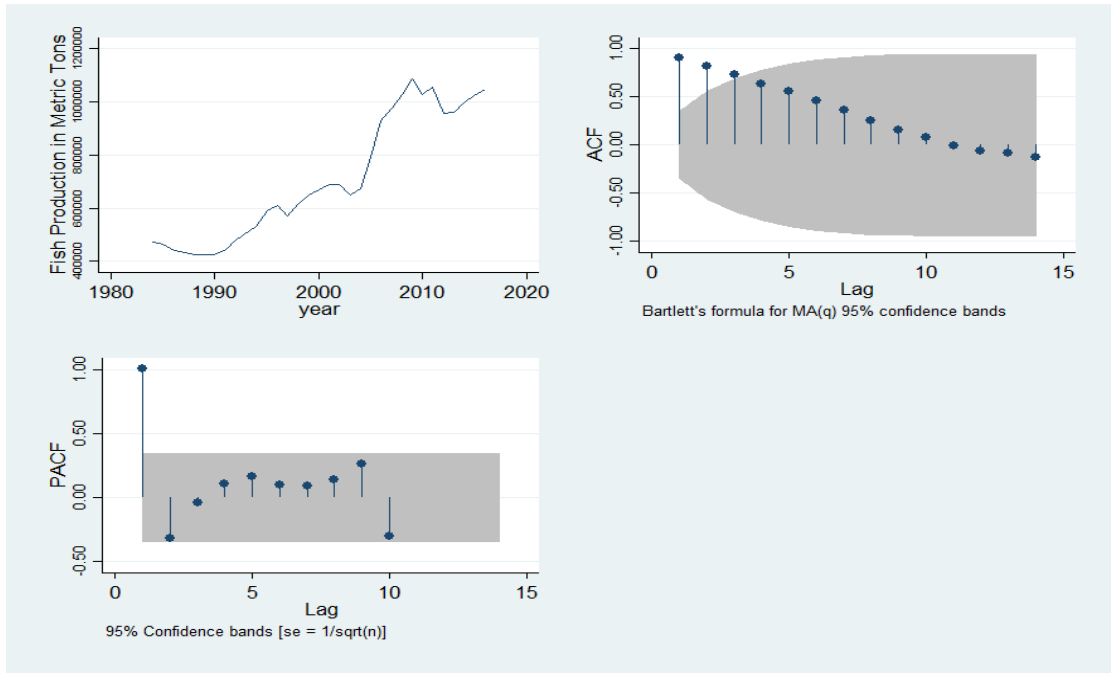 Fish Production in Metric Tons
1200000
1000000
800000
600000
400000
1980 1990 2000 2010 2020
year
ACF
1.00
0.50
0.00
-0.50
-1.00
0 5 10 15
Lag
Bartlett's formula for MA(q) 95% confidence bands
PACF
1.00
0.50
0.00
-0.50
0 5 10 15
Lag
95% Confidence bands [se = 1/sqrt(n)]